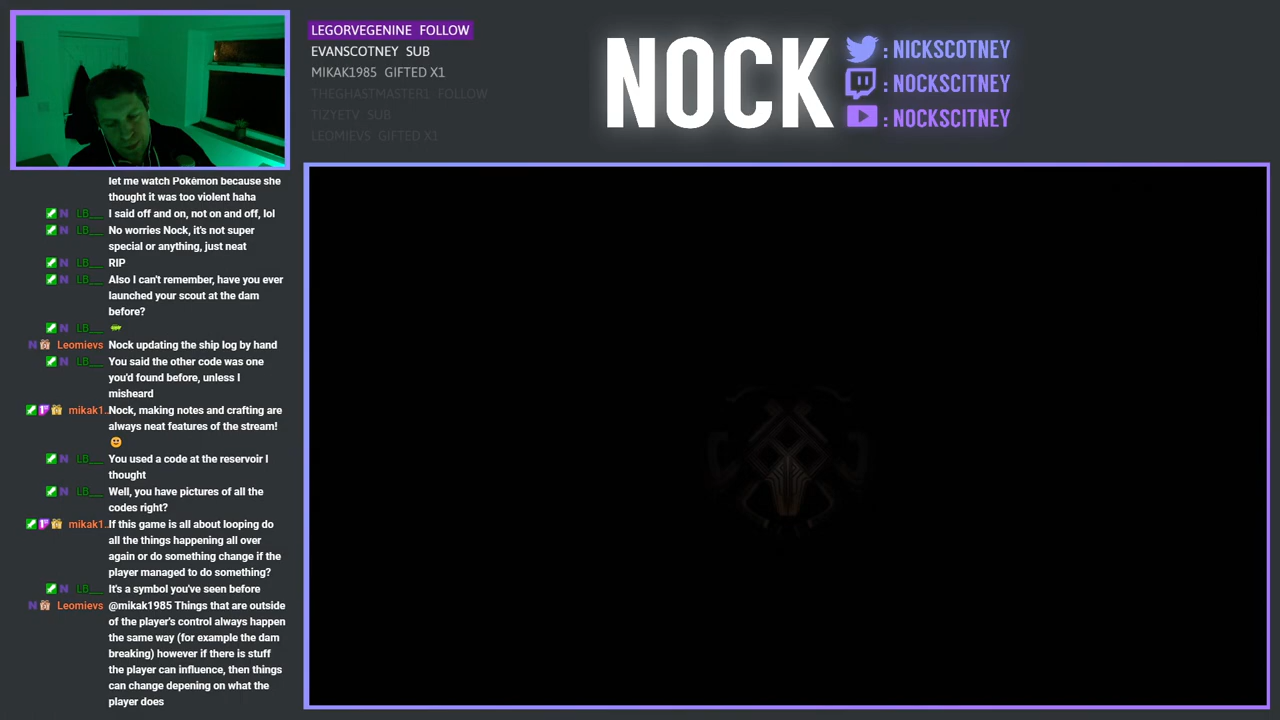 LEGORVEGENINE FOLLOW
EVANSCOTNEY SUB
MIKAK1985 GIFTED X1
THEGHASTMASTER1 FOLLOW
TIZYETV SUB
LEOMIEVS GIFTED X1
NOCK
: NICKSCOTNEY
: NOCKSCITNEY
: NOCKSCITNEY
let me watch Pokémon because she
thought it was too violent haha
LB__ I said off and on, not on and off, lol
LB__ No worries Nock, it's not super
special or anything, just neat
LB__ RIP
LB__ Also I can't remember, have you ever
launched your scout at the dam
before?
LB__
Leomievs Nock updating the ship log by hand
LB__ You said the other code was one
you'd found before, unless I
misheard
mikak1.. Nock, making notes and crafting are
always neat features of the stream!
LB__ You used a code at the reservoir I
thought
LB__ Well, you have pictures of all the
codes right?
mikak1.. If this game is all about looping do
all the things happening all over
again or do something change if the
player managed to do something?
LB__ It's a symbol you've seen before
Leomievs @mikak1985 Things that are outside
of the player's control always happen
the same way (for example the dam
breaking) however if there is stuff
the player can influence, then things
can change depening on what the
player does